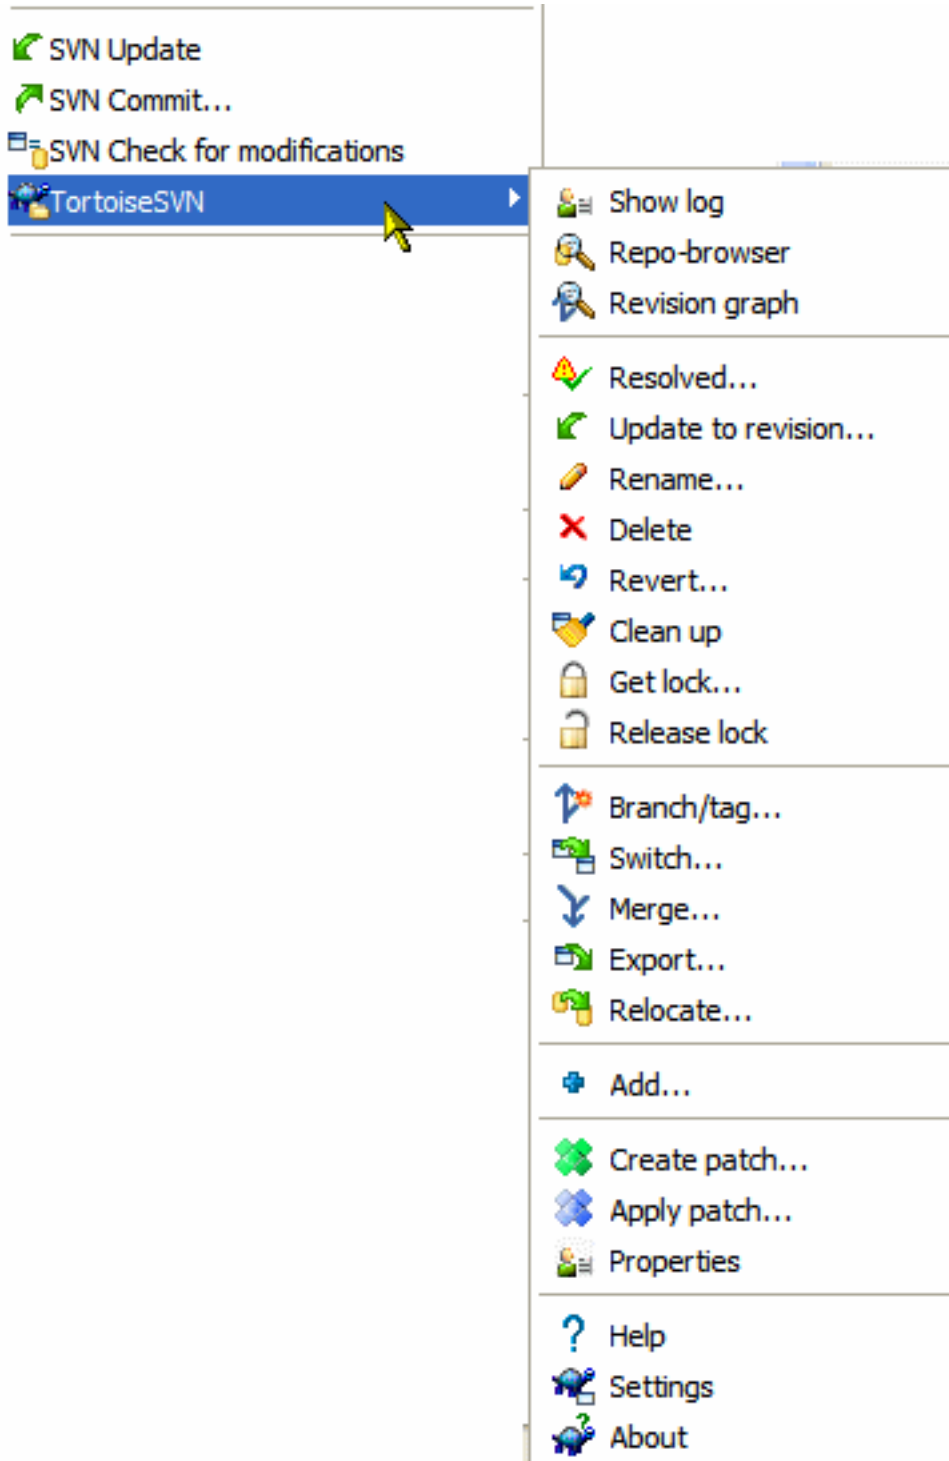 SVN Update
SVN Commit...
SVN Check for modifications
TortoiseSVN
Show log
Repo-browser
Revision graph
Resolved...
Update to revision...
Rename...
Delete
Revert...
Clean up
Get lock...
Release lock
Branch/tag...
Switch...
Merge...
Export...
Relocate...
Add...
Create patch...
Apply patch...
Properties
Help
Settings
About